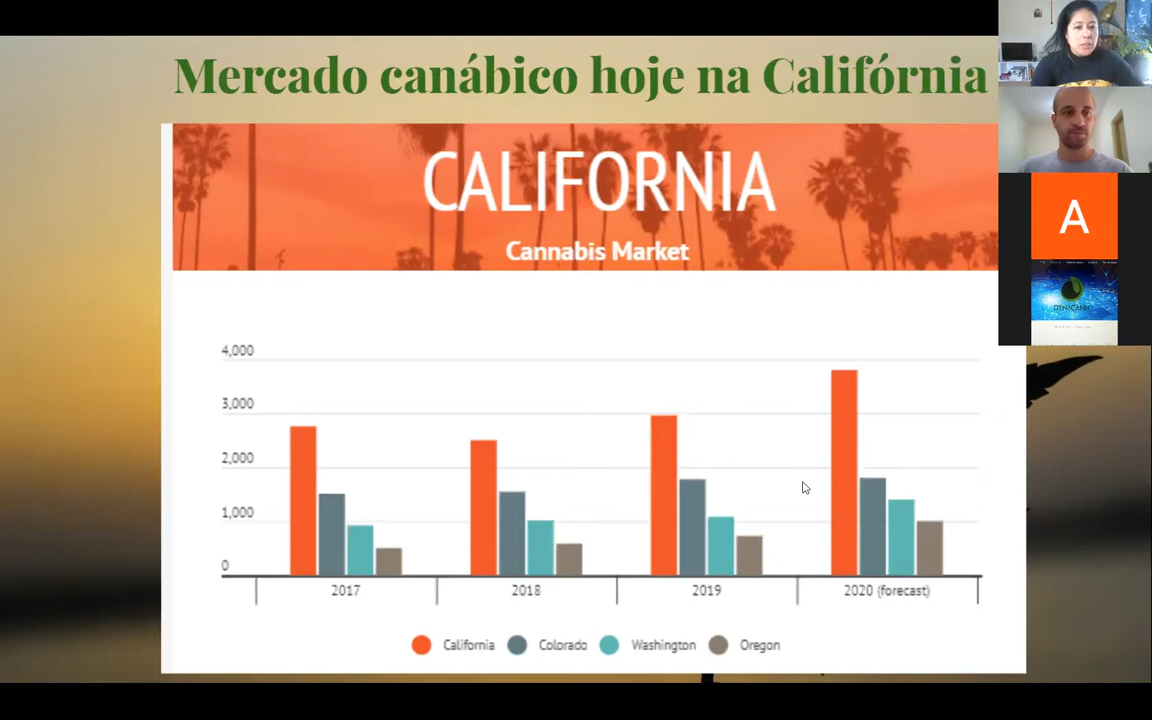 Mercado canábico hoje na Califórnia
CALIFORNIA
Cannabis Market
A
DYNACANN
4,000
3,000
2,000
1,000
0
2017 2018 2019 2020 (forecast)
California Colorado Washington Oregon